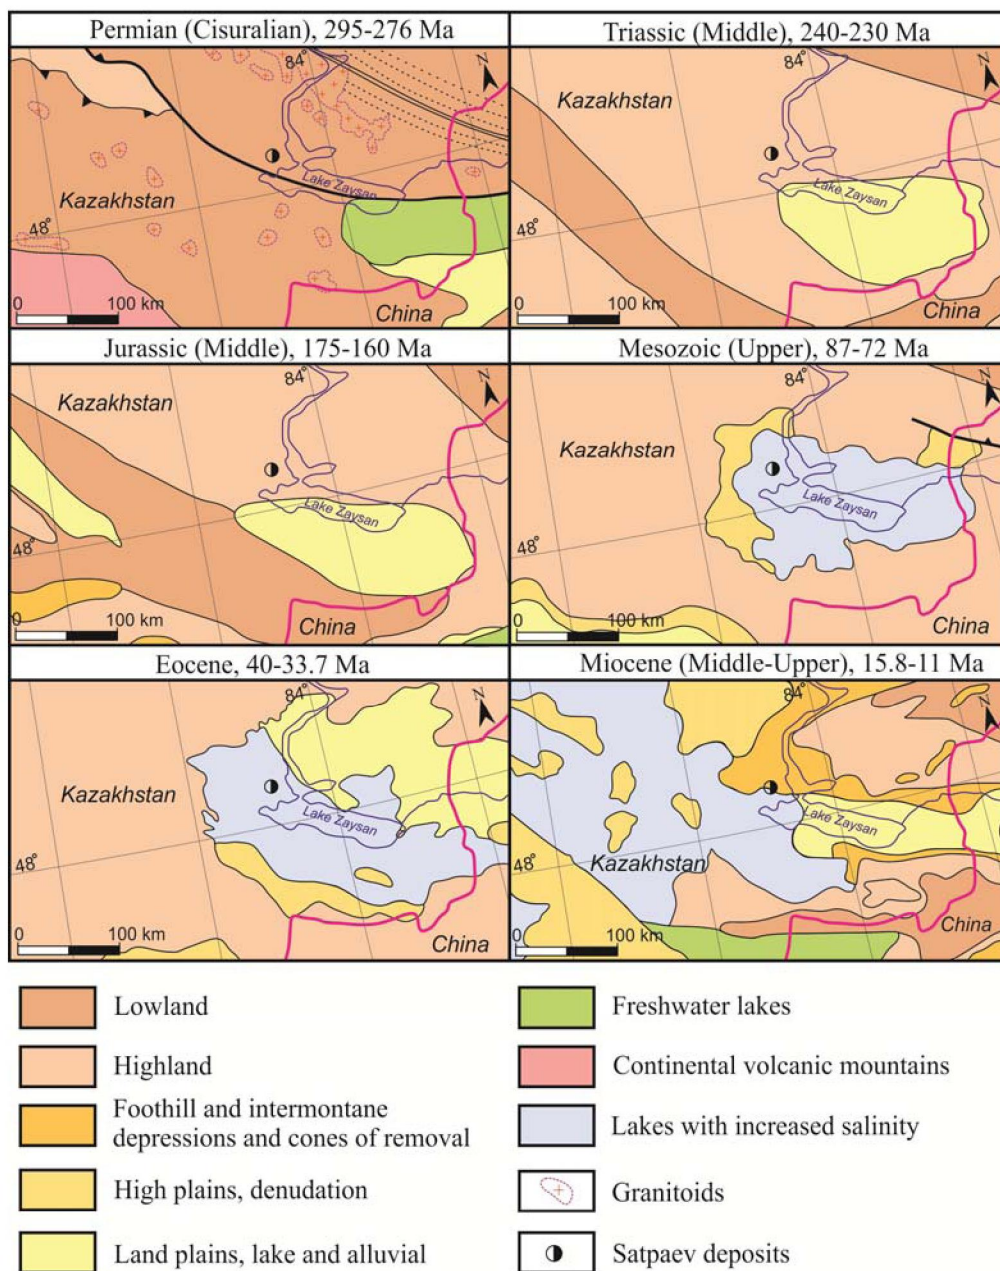 Permian (Cisuralian), 295-276 Ma
84°
N
Lake Zaysan
Kazakhstan
48°
0
100 km
China
Triassic (Middle), 240-230 Ma
84°
N
Kazakhstan
Lake Zaysan
48°
0
100 km
China
Jurassic (Middle), 175-160 Ma
84°
N
Kazakhstan
Lake Zaysan
48°
0
100 km
China
Mesozoic (Upper), 87-72 Ma
84°
N
Kazakhstan
Lake Zaysan
48°
0
100 km
China
Eocene, 40-33.7 Ma
84°
N
Kazakhstan
Lake Zaysan
48°
0
100 km
China
Miocene (Middle-Upper), 15.8-11 Ma
84°
N
Lake Zaysan
48°
Kazakhstan
0
100 km
China
Lowland
Highland
Foothill and intermontane
depressions and cones of removal
High plains, denudation
Land plains, lake and alluvial
Freshwater lakes
Continental volcanic mountains
Lakes with increased salinity
Granitoids
Satpaev deposits